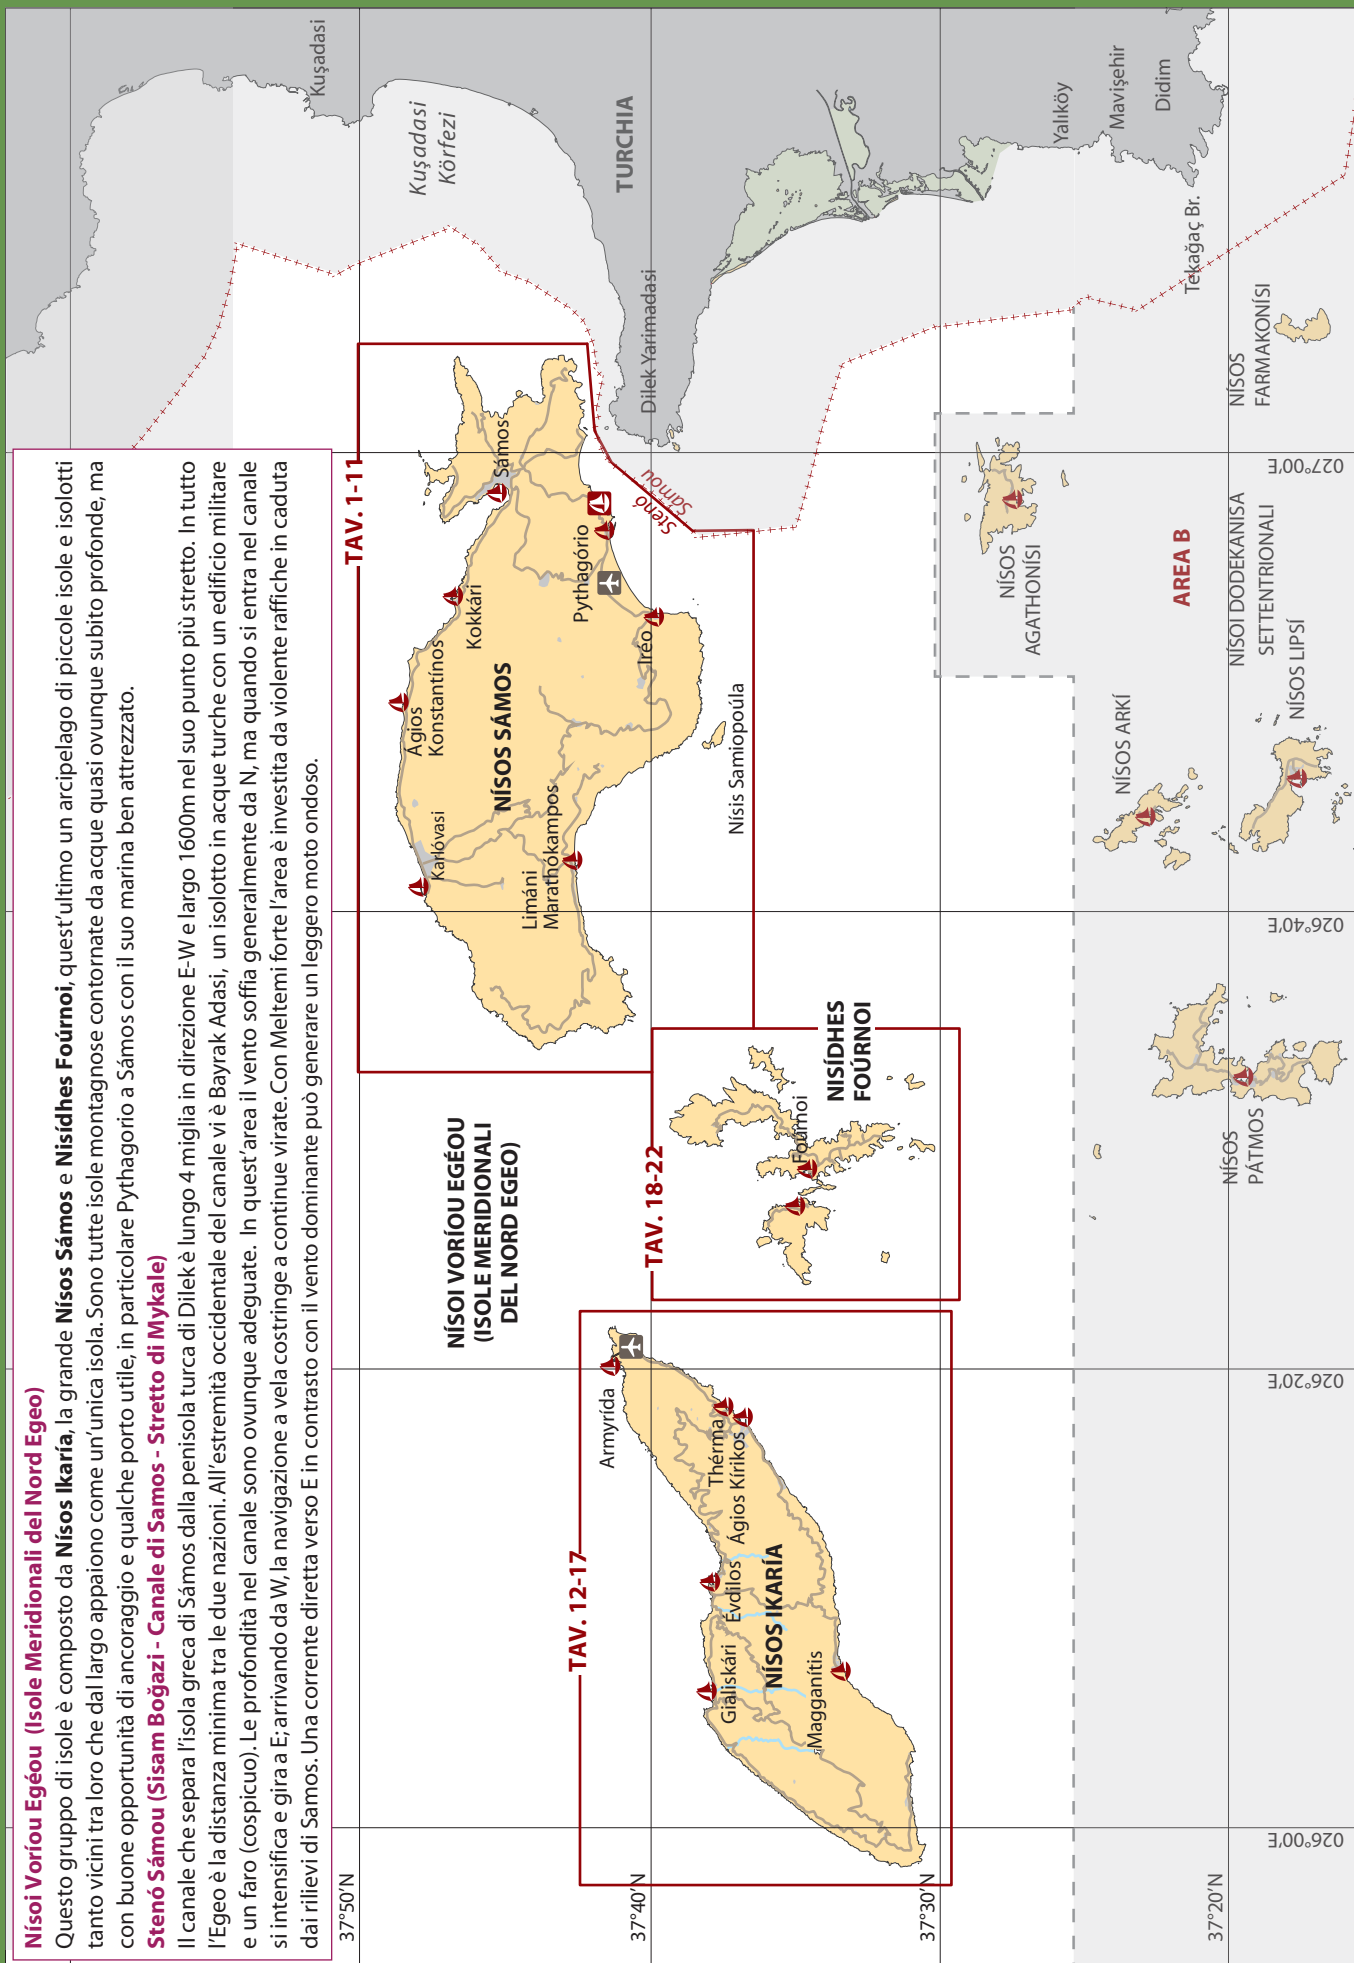 Nísoi Voríou Egéou (Isole Meridionali del Nord Egeo)
Questo gruppo di isole è composto da Nísos Ikaría, la grande Nísos Sámos e Nisídhes Foúrnoi, quest'ultimo un arcipelago di piccole isole e isolotti
tanto vicini tra loro che dal largo appaiono come un'unica isola. Sono tutte isole montagnose contornate da acque quasi ovunque subito profonde, ma
con buone opportunità di ancoraggio e qualche porto utile, in particolare Pythagorio a Sámos con il suo marina ben attrezzato.
Stenó Sámou (Sisam Boğazi - Canale di Samos - Stretto di Mykale)
Il canale che separa l'isola greca di Sámos dalla penisola turca di Dilek è lungo 4 miglia in direzione E-W e largo 1600m nel suo punto più stretto. In tutto
l'Egeo è la distanza minima tra le due nazioni. All'estremità occidentale del canale vi è Bayrak Adasi, un isolotto in acque turche con un edificio militare
e un faro (cospicuo). Le profondità nel canale sono ovunque adeguate. In quest'area il vento soffia generalmente da N, ma quando si entra nel canale
si intensifica e gira a E; arrivando da W, la navigazione a vela costringe a continue virate. Con Meltemi forte l'area è investita da violente raffiche in caduta
dai rilievi di Samos. Una corrente diretta verso E in contrasto con il vento dominante può generare un leggero moto ondoso.
Kuşadasi
Kuşadasi
Körfezi
TURCHIA
Dilek Yarimadasi
Yalıköy
Mavişehir
Didim
Tekağaç Br.
37°50'N
TAV. 1-11
Sámos
Kokkári
Ágios
Konstantínos
Karlóvasi
NÍSOS SÁMOS
Pythagório
Iréo
Limáni
Marathókampos
Stenó
Sámou
Nísis Samiopoúla
NÍSOI VORÍOU EGÉOU
(ISOLE MERIDIONALI
DEL NORD EGEO)
37°40'N
TAV. 18-22
Foúrnoi
NISÍDHES
FOÚRNOI
TAV. 12-17
Armyrída
Thérma
Ágios Kírikos
Évdilos
Gialiskári
NÍSOS IKARÍA
Magganítis
37°30'N
NÍSOS
AGATHONÍSI
NÍSOS
FARMAKONÍSI
AREA B
NÍSOI DODEKANISA
SETTENTRIONALI
NÍSOS ARKÍ
NÍSOS LIPSÍ
NÍSOS
PÁTMOS
37°20'N
026°00'E
026°20'E
026°40'E
027°00'E